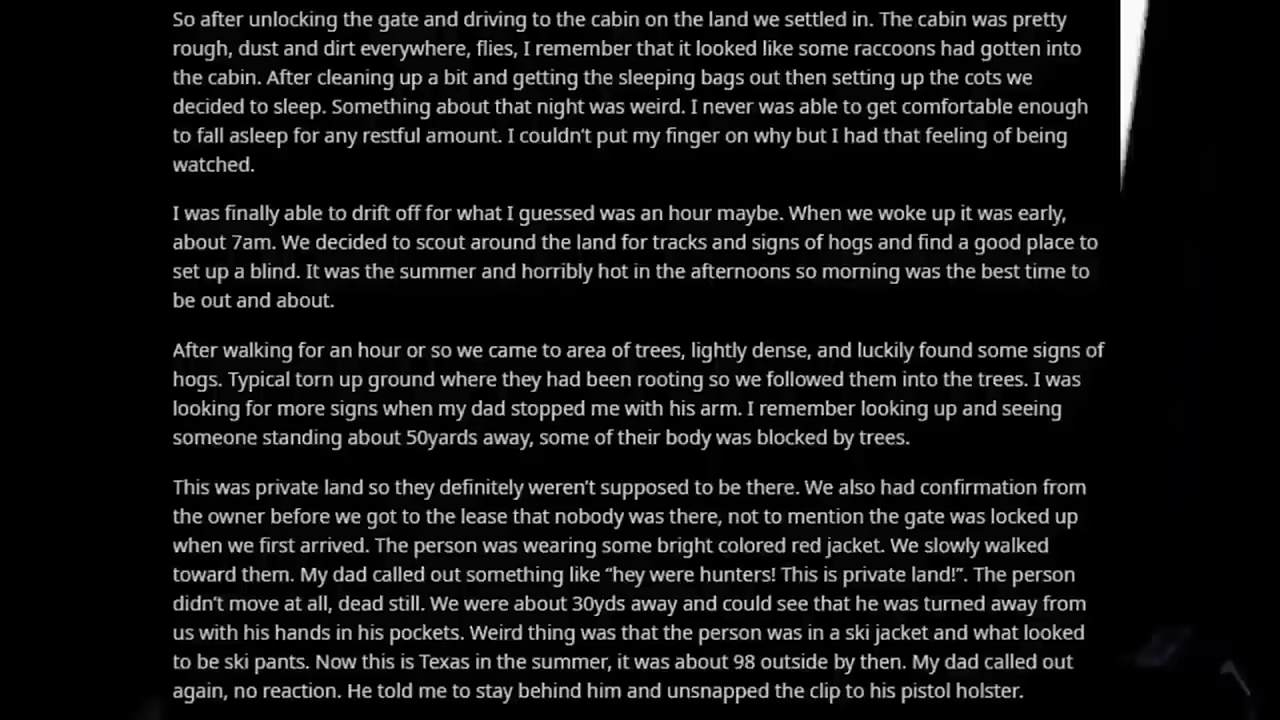 So after unlocking the gate and driving to the cabin on the land we settled in. The cabin was pretty
rough, dust and dirt everywhere, flies, I remember that it looked like some raccoons had gotten into
the cabin. After cleaning up a bit and getting the sleeping bags out then setting up the cots we
decided to sleep. Something about that night was weird. I never was able to get comfortable enough
to fall asleep for any restful amount. I couldn't put my finger on why but I had that feeling of being
watched.
I was finally able to drift off for what I guessed was an hour maybe. When we woke up it was early,
about 7am. We decided to scout around the land for tracks and signs of hogs and find a good place to
set up a blind. It was the summer and horribly hot in the afternoons so morning was the best time to
be out and about.
After walking for an hour or so we came to area of trees, lightly dense, and luckily found some signs of
hogs. Typical torn up ground where they had been rooting so we followed them into the trees. I was
looking for more signs when my dad stopped me with his arm. I remember looking up and seeing
someone standing about 50yards away, some of their body was blocked by trees.
This was private land so they definitely weren't supposed to be there. We also had confirmation from
the owner before we got to the lease that nobody was there, not to mention the gate was locked up
when we first arrived. The person was wearing some bright colored red jacket. We slowly walked
toward them. My dad called out something like “hey were hunters! This is private land!”. The person
didn't move at all, dead still. We were about 30yds away and could see that he was turned away from
us with his hands in his pockets. Weird thing was that the person was in a ski jacket and what looked
to be ski pants. Now this is Texas in the summer, it was about 98 outside by then. My dad called out
again, no reaction. He told me to stay behind him and unsnapped the clip to his pistol holster.